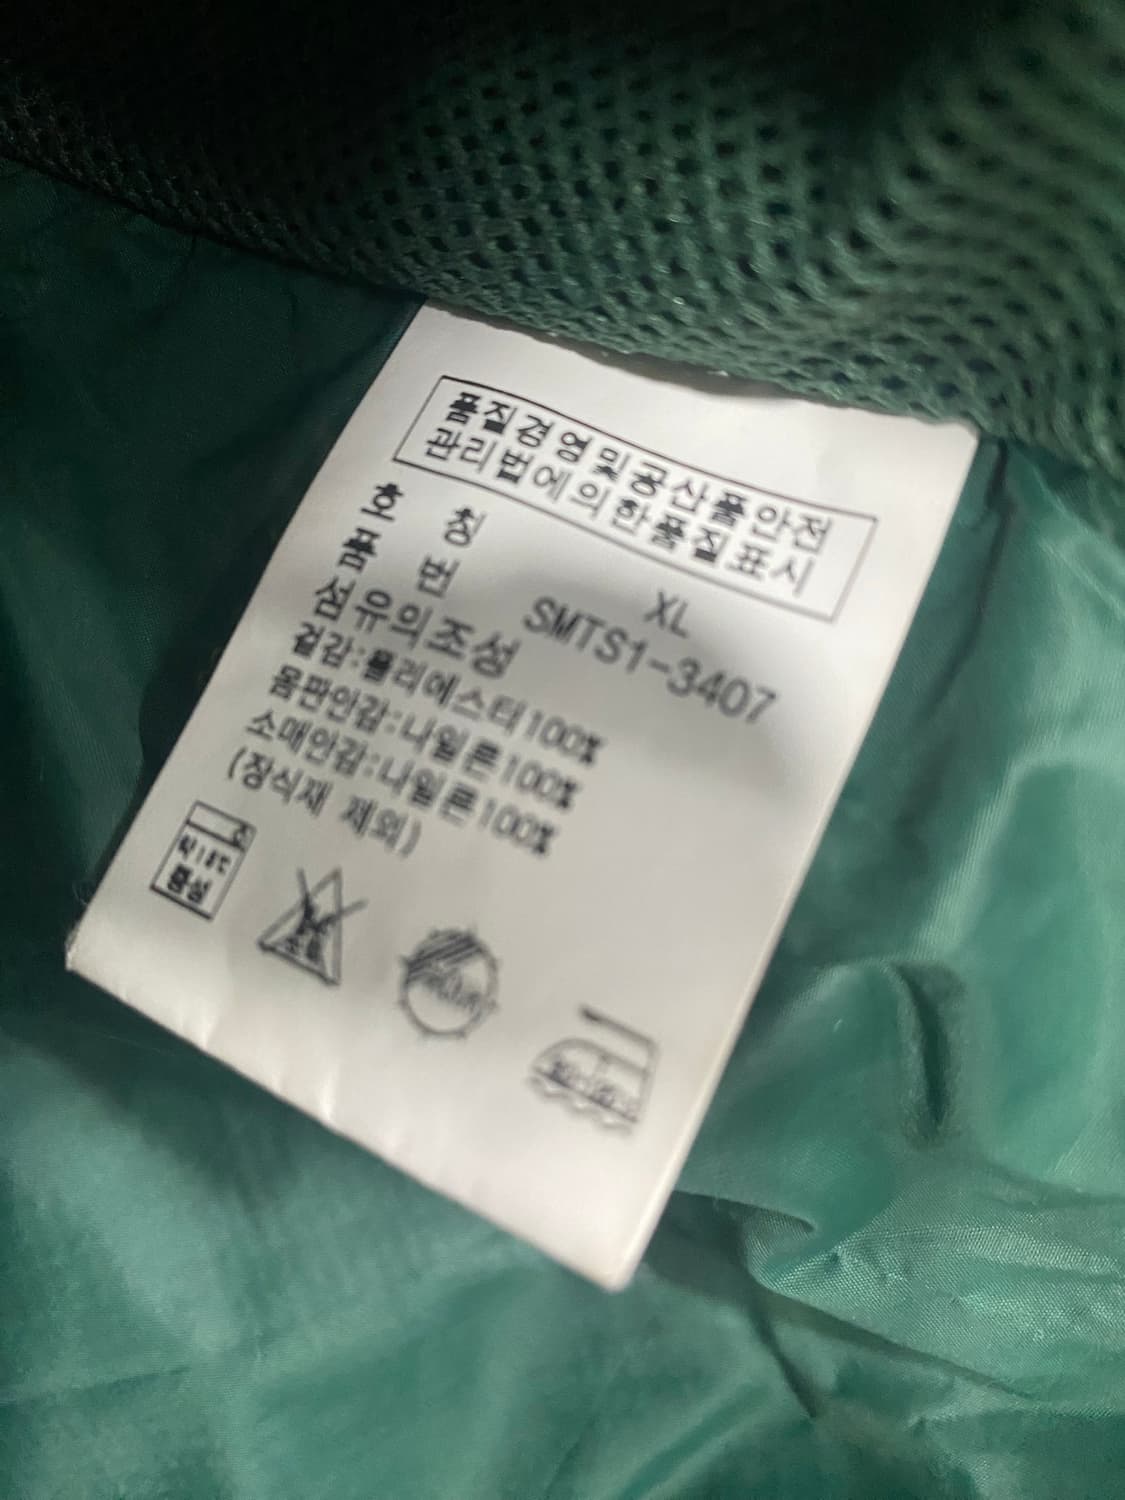 품질경영및공산품안전
관리법에의한품질표시
호 칭 XL
품 번 SMTS1-3407
섬유의조성
겉감:폴리에스터100%
몸판안감:나일론100%
소매안감:나일론100%
(장식재 제외)